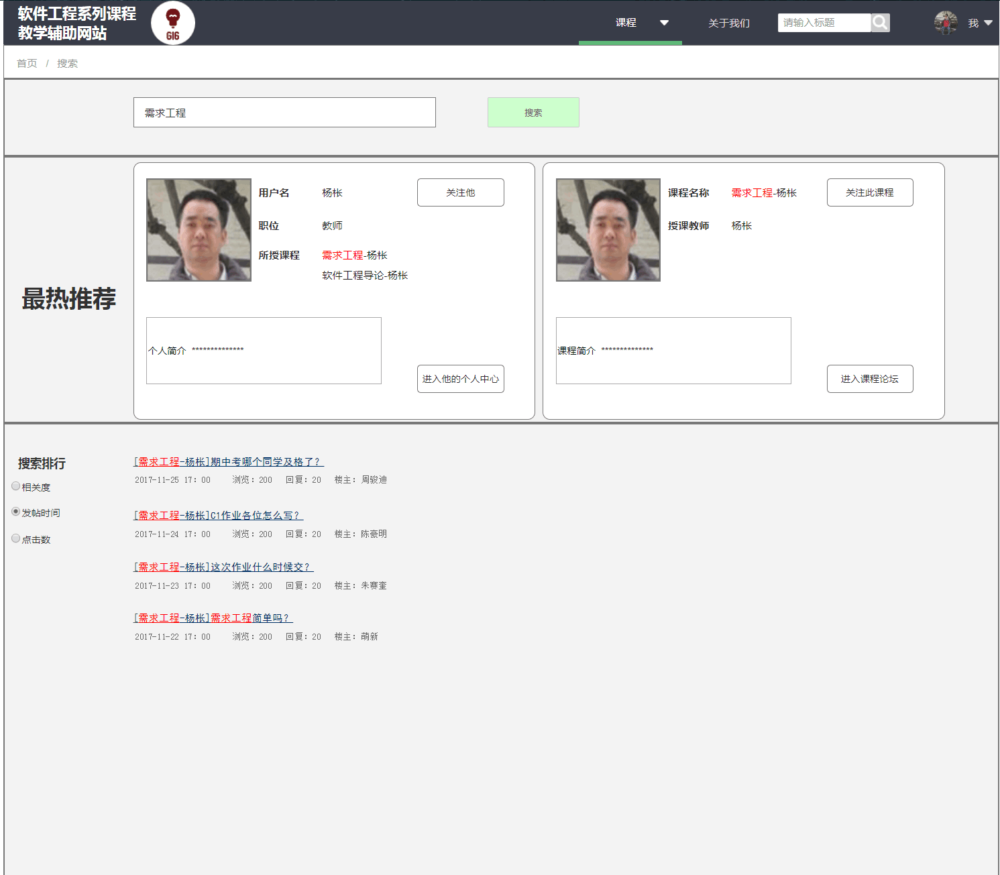 软件工程系列课程
教学辅助网站
G16
课程
关于我们
请输入标题
我
首页 / 搜索
需求工程
搜索
最热推荐
用户名 杨枨
关注他
职位 教师
所授课程 需求工程-杨枨
软件工程导论-杨枨
个人简介 **************
进入他的个人中心
课程名称 需求工程-杨枨
关注此课程
授课教师 杨枨
课程简介 **************
进入课程论坛
搜索排行
相关度
发帖时间
点击数
[需求工程-杨枨]期中考哪个同学及格了？
2017-11-25 17：00 浏览：200 回复：20 楼主：周骏迪
[需求工程-杨枨]C1作业各位怎么写？
2017-11-24 17：00 浏览：200 回复：20 楼主：陈豪明
[需求工程-杨枨]这次作业什么时候交？
2017-11-23 17：00 浏览：200 回复：20 楼主：朱赛奎
[需求工程-杨枨]需求工程简单吗？
2017-11-22 17：00 浏览：200 回复：20 楼主：萌新